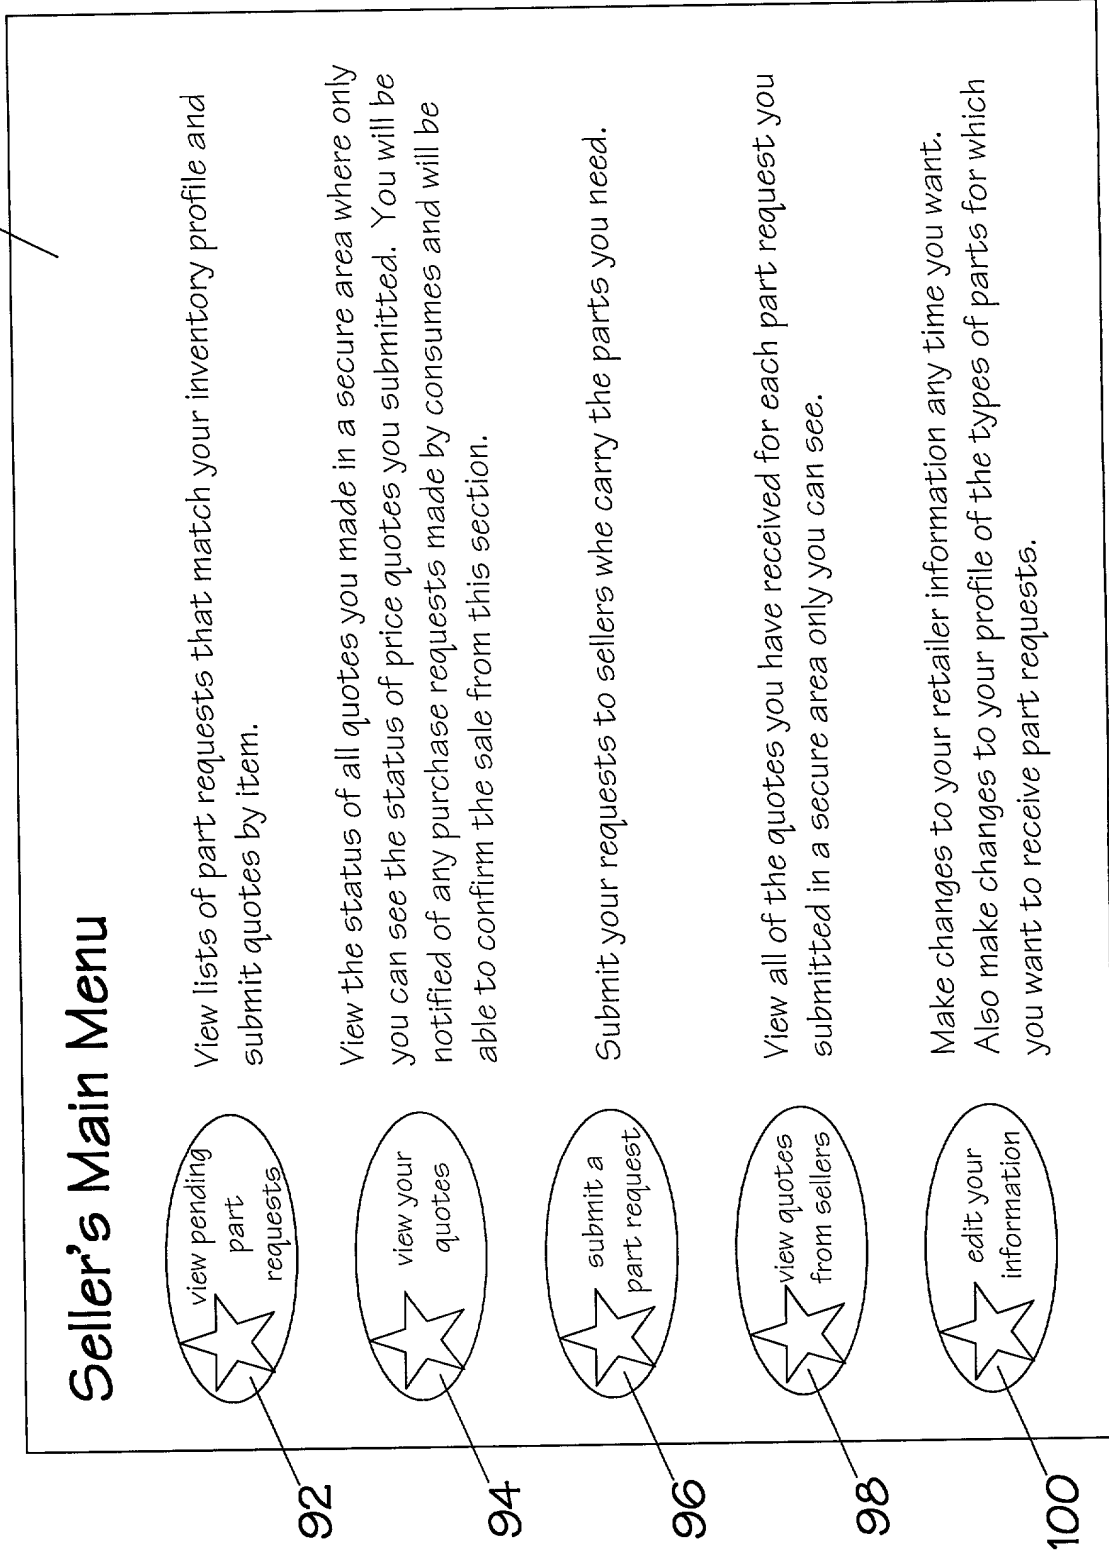 Seller's Main Menu
view pending
part
requests
View lists of part requests that match your inventory profile and
submit quotes by item.
92
view your
quotes
View the status of all quotes you made in a secure area where only
you can see the status of price quotes you submitted. You will be
notified of any purchase requests made by consumes and will be
able to confirm the sale from this section.
94
submit a
part request
Submit your requests to sellers whe carry the parts you need.
96
view quotes
from sellers
View all of the quotes you have received for each part request you
submitted in a secure area only you can see.
98
edit your
information
Make changes to your retailer information any time you want.
Also make changes to your profile of the types of parts for which
you want to receive part requests.
100